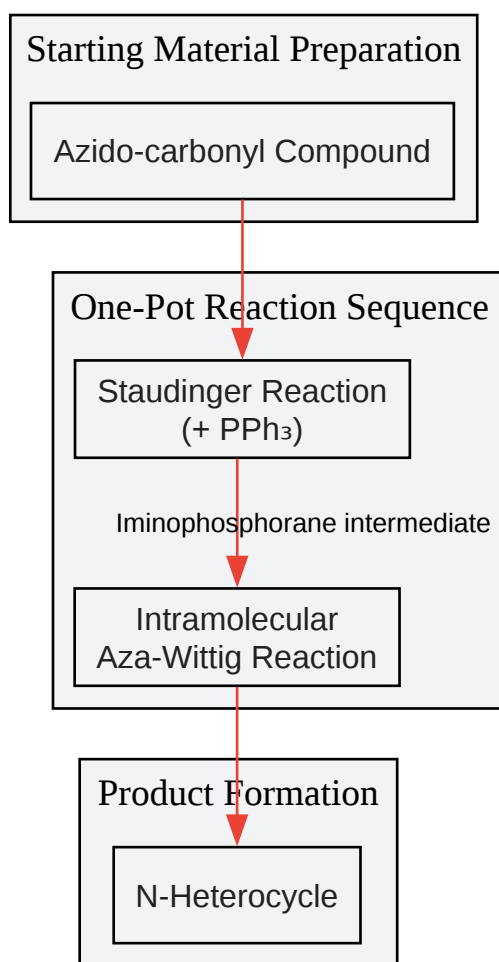 Starting Material Preparation
Azido-carbonyl Compound
One-Pot Reaction Sequence
Staudinger Reaction
(+ PPh₃)
Iminophosphorane intermediate
Intramolecular
Aza-Wittig Reaction
Product Formation
N-Heterocycle